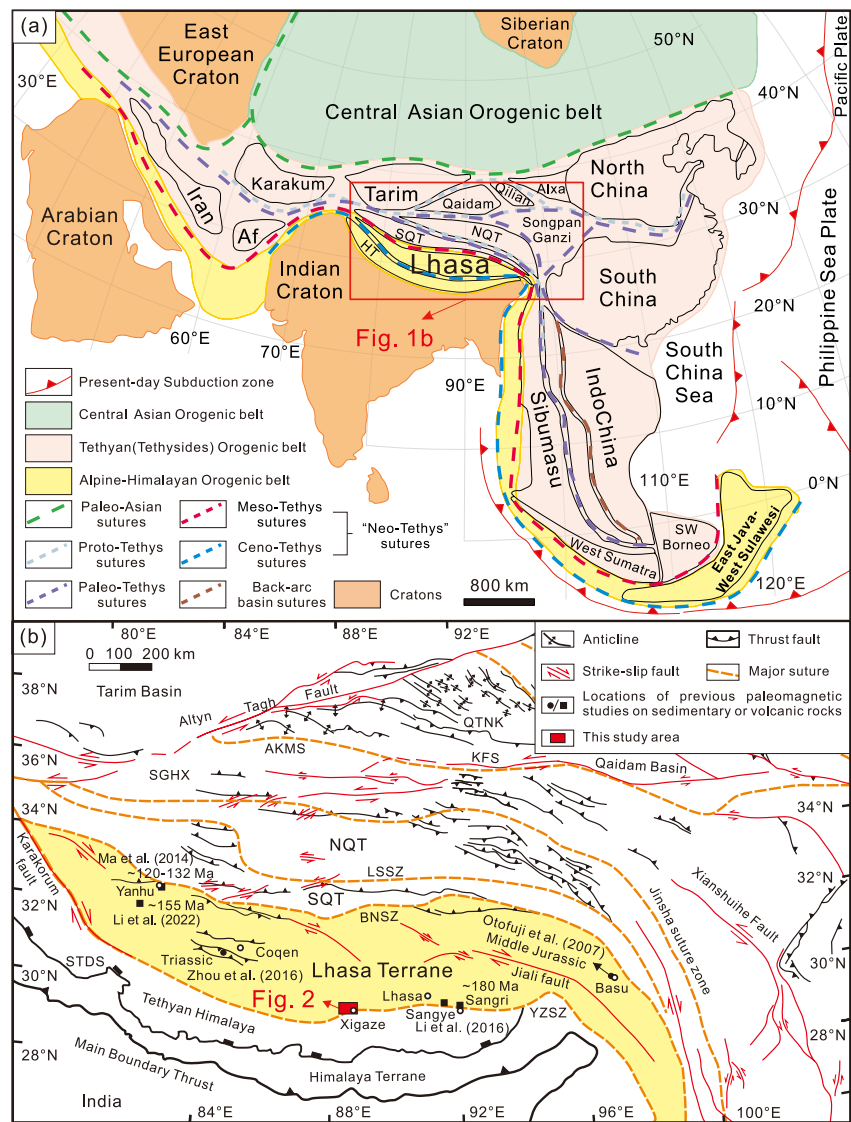 (a)
East
European
Craton
Siberian
Craton
50°N
Pacific Plate
30°E
Central Asian Orogenic belt
40°N
North
China
Karakum
Tarim
Qilian
Alxa
Qaidam
Iran
Arabian
Craton
Af
SQT
NQT
Songpan
Ganzi
30°N
HT
Lhasa
Indian
Craton
South
China
Philippine Sea Plate
20°N
60°E
70°E
Fig. 1b
South
China
Sea
90°E
Present-day Subduction zone
Central Asian Orogenic belt
Tethyan(Tethysides) Orogenic belt
Alpine-Himalayan Orogenic belt
Sibumasu
IndoChina
10°N
110°E
0°N
Paleo-Asian
sutures
Meso-Tethys
sutures
"Neo-Tethys"
sutures
Proto-Tethys
sutures
Ceno-Tethys
sutures
Paleo-Tethys
sutures
Back-arc
basin sutures
Cratons
800 km
West Sumatra
SW
Borneo
East Java-
West Sulawesi
120°E
(b)
80°E
84°E
88°E
92°E
0 100 200 km
Tarim Basin
Anticline
Thrust fault
Strike-slip fault
Major suture
Locations of previous paleomagnetic
studies on sedimentary or volcanic rocks
This study area
38°N
Altyn Tagh Fault
QTNK
AKMS
KFS
36°N
36°N
SGHX
Qaidam Basin
34°N
34°N
NQT
Karakorum
fault
Ma et al. (2014)
~120-132 Ma
LSSZ
Yanhu
~155 Ma
SQT
Jinsha suture zone
Xianshuihe Fault
32°N
32°N
Li et al. (2022)
BNSZ
Otofuji et al. (2007)
Middle Jurassic
Coqen
Triassic
Zhou et al. (2016)
Lhasa Terrane
Jiali fault
Basu
30°N
30°N
STDS
~180 Ma
Fig. 2
Lhasa
Sangri
Tethyan Himalaya
Xigaze
Sangye
Li et al. (2016)
YZSZ
28°N
28°N
Main Boundary Thrust
Himalaya Terrane
India
84°E
88°E
92°E
96°E
100°E